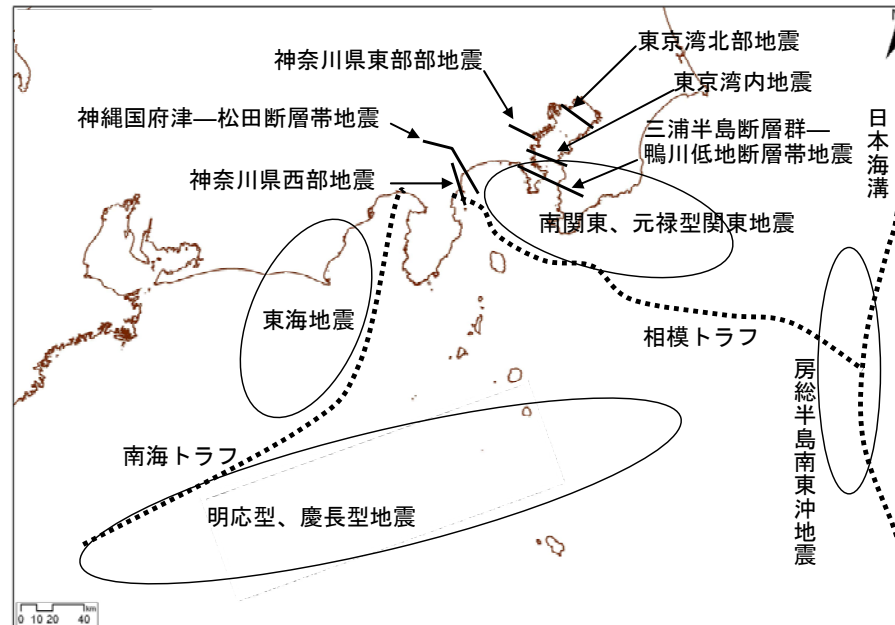 東京湾北部地震
神奈川県東部部地震
東京湾内地震
神縄国府津―松田断層帯地震
三浦半島断層群―
鴨川低地断層帯地震
日本海溝
神奈川県西部地震
南関東、元禄型関東地震
東海地震
相模トラフ
房総半島南東沖地震
南海トラフ
明応型、慶長型地震
km
0 10 20 40